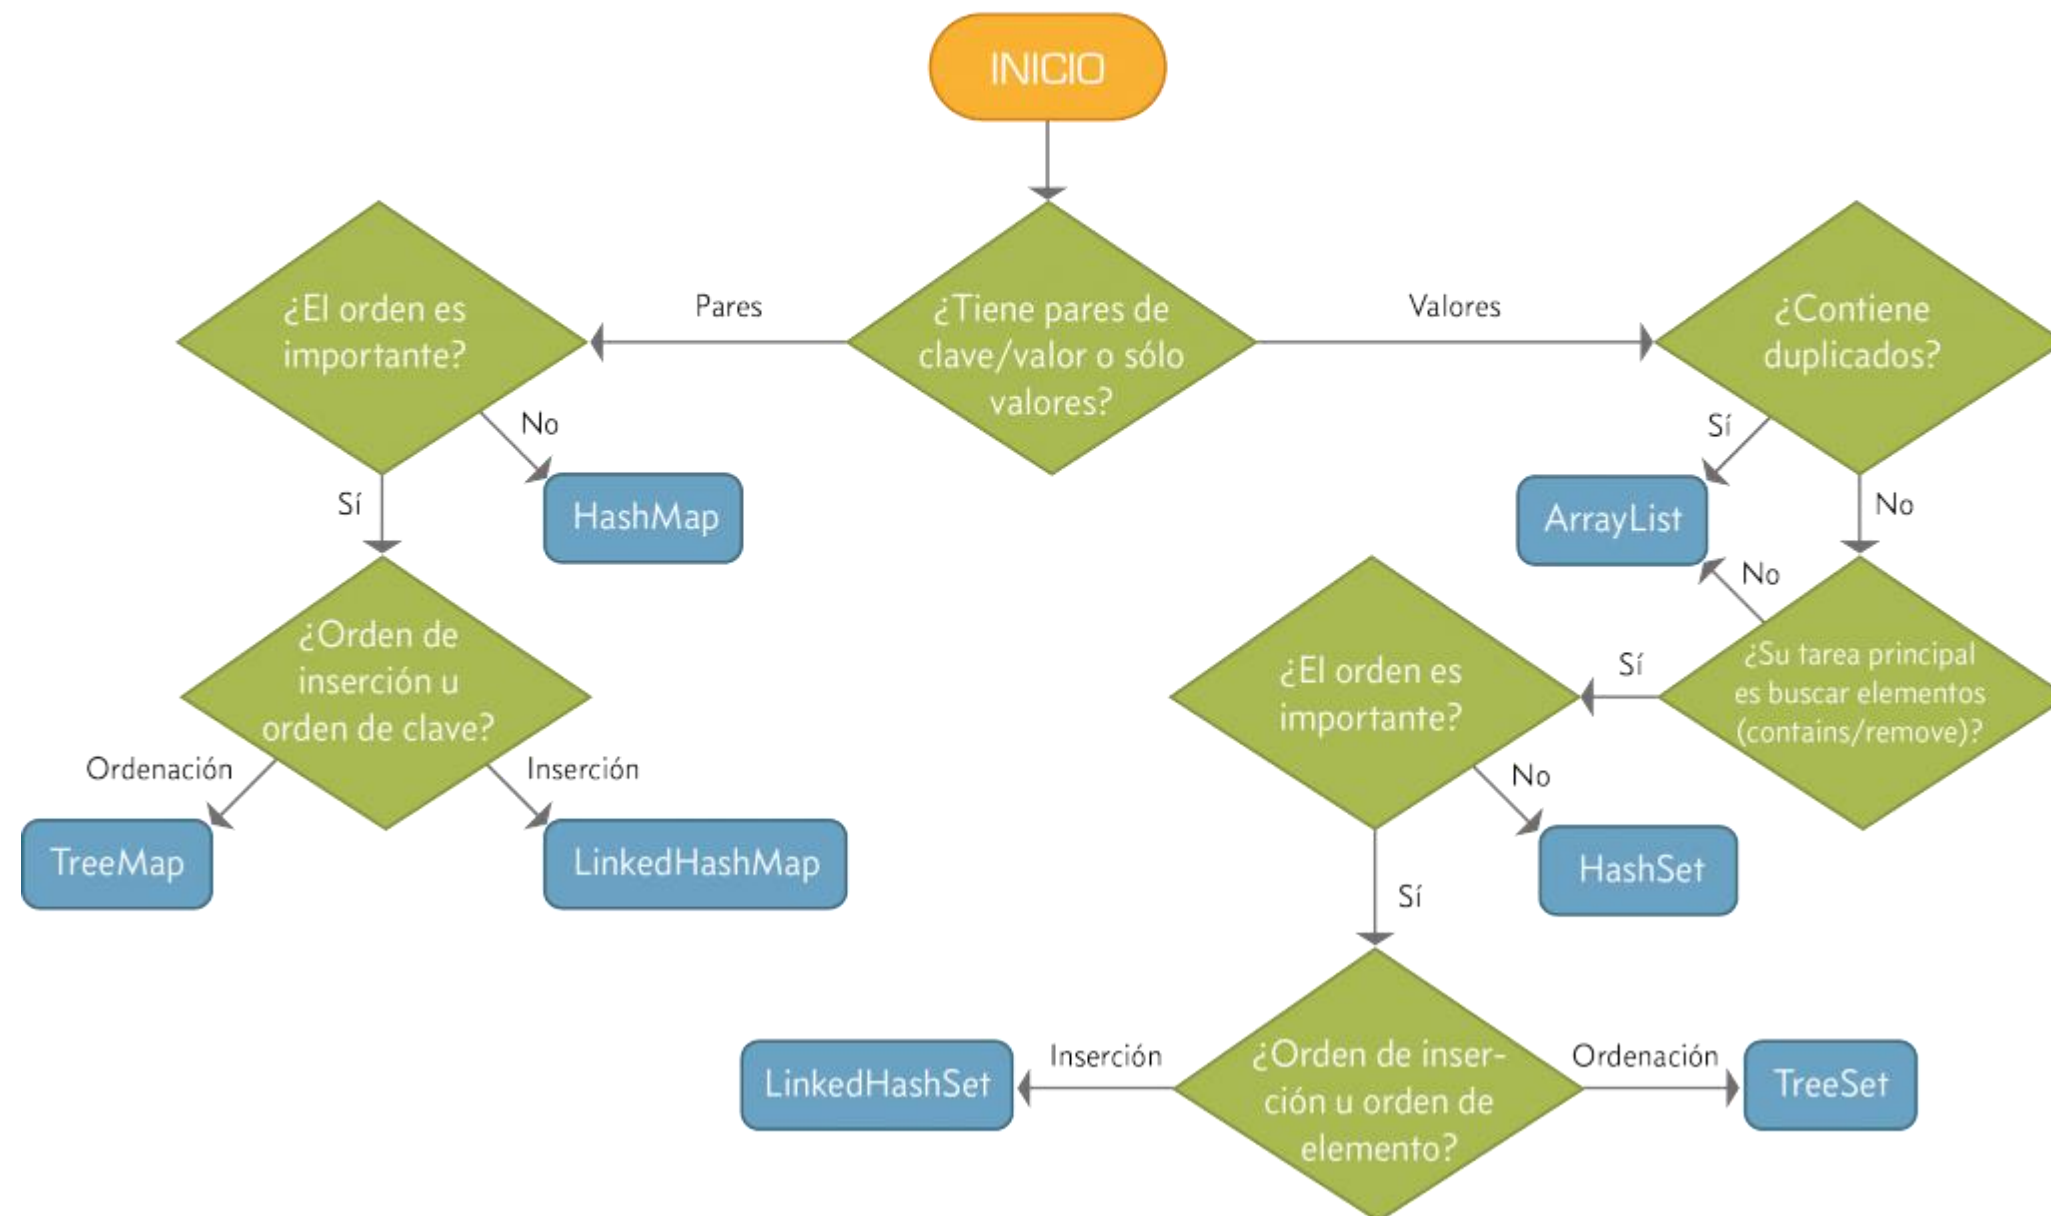 INICIO
¿El orden es
importante?
Pares
¿Tiene pares de
clave/valor o sólo
valores?
Valores
¿Contiene
duplicados?
No
Sí
HashMap
Sí
ArrayList
No
No
¿Orden de
inserción u
orden de clave?
¿El orden es
importante?
Sí
¿Su tarea principal
es buscar elementos
(contains/remove)?
Ordenación
Inserción
No
TreeMap
LinkedHashMap
HashSet
Sí
LinkedHashSet
Inserción
¿Orden de inser-
ción u orden de
elemento?
Ordenación
TreeSet